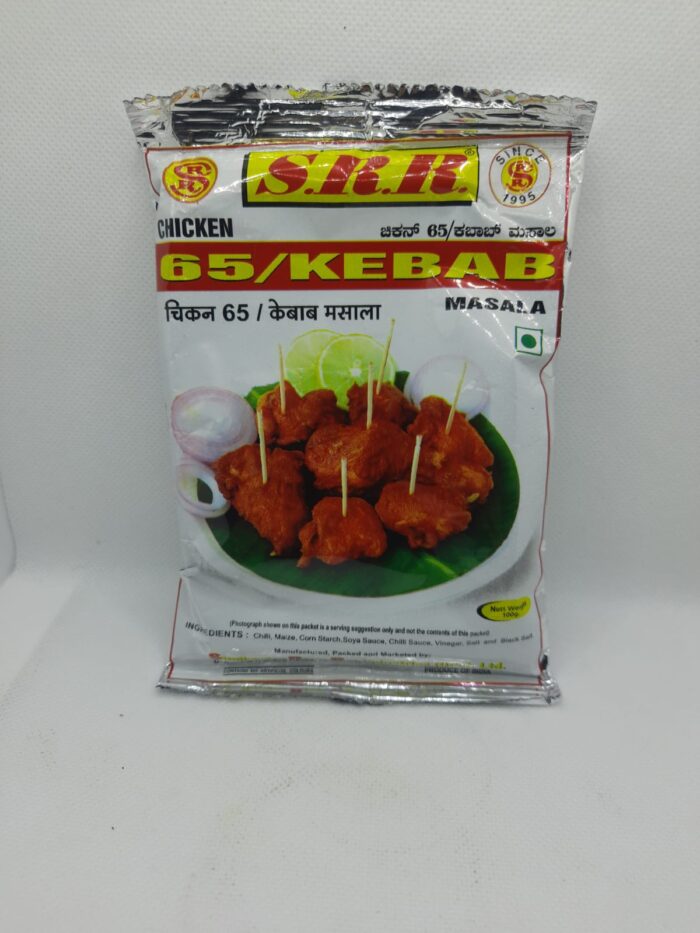 S.R.R.®
SINCE 1995
CHICKEN
ಚಿಕನ್ 65/ಕಬಾಬ್ ಮಸಾಲ
65/KEBAB
चिकन 65 / केबाब मसाला
MASALA
Nett. Weight
100g.
(Photograph shown on this packet is a serving suggestion only and not the contents of this packet)
INGREDIENTS : Chilli, Maize, Corn Starch,Soya Sauce, Chilli Sauce, Vinegar, Salt and Black Salt.
Manufactured, Packed and Marketed by:
PRODUCE OF INDIA